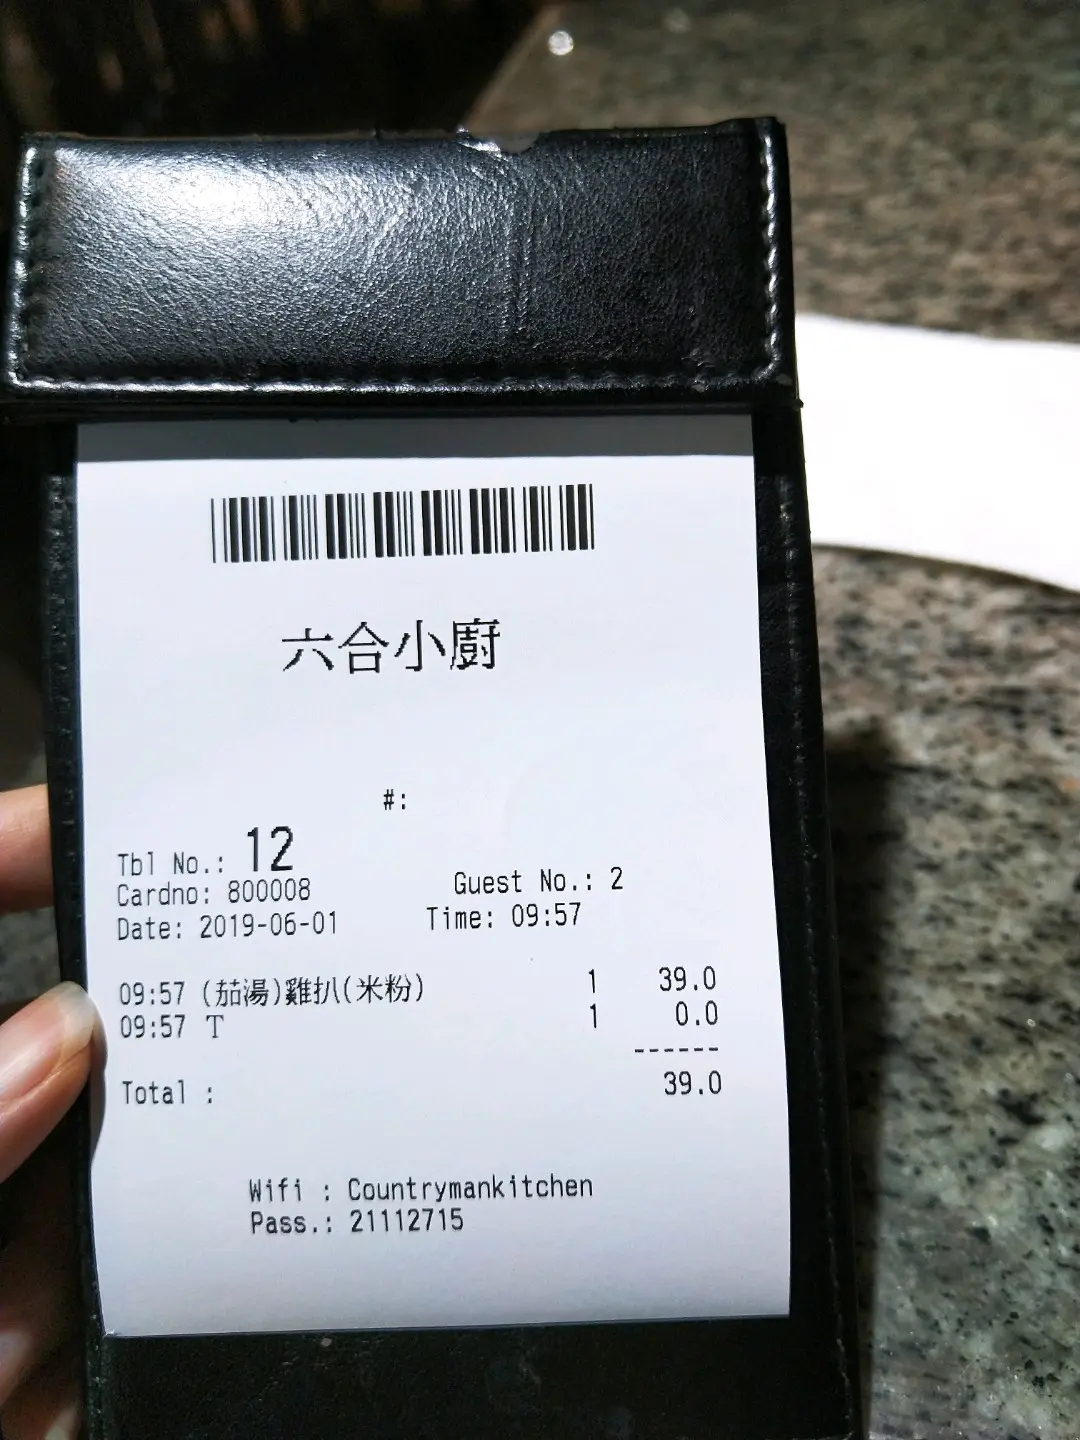 六合小廚
#:
Tbl No.: 12
Cardno: 800008 Guest No.: 2
Date: 2019-06-01 Time: 09:57
09:57 (茄湯)雞扒(米粉) 1 39.0
09:57 T 1 0.0
------
Total : 39.0
Wifi : Countrymankitchen
Pass.: 21112715